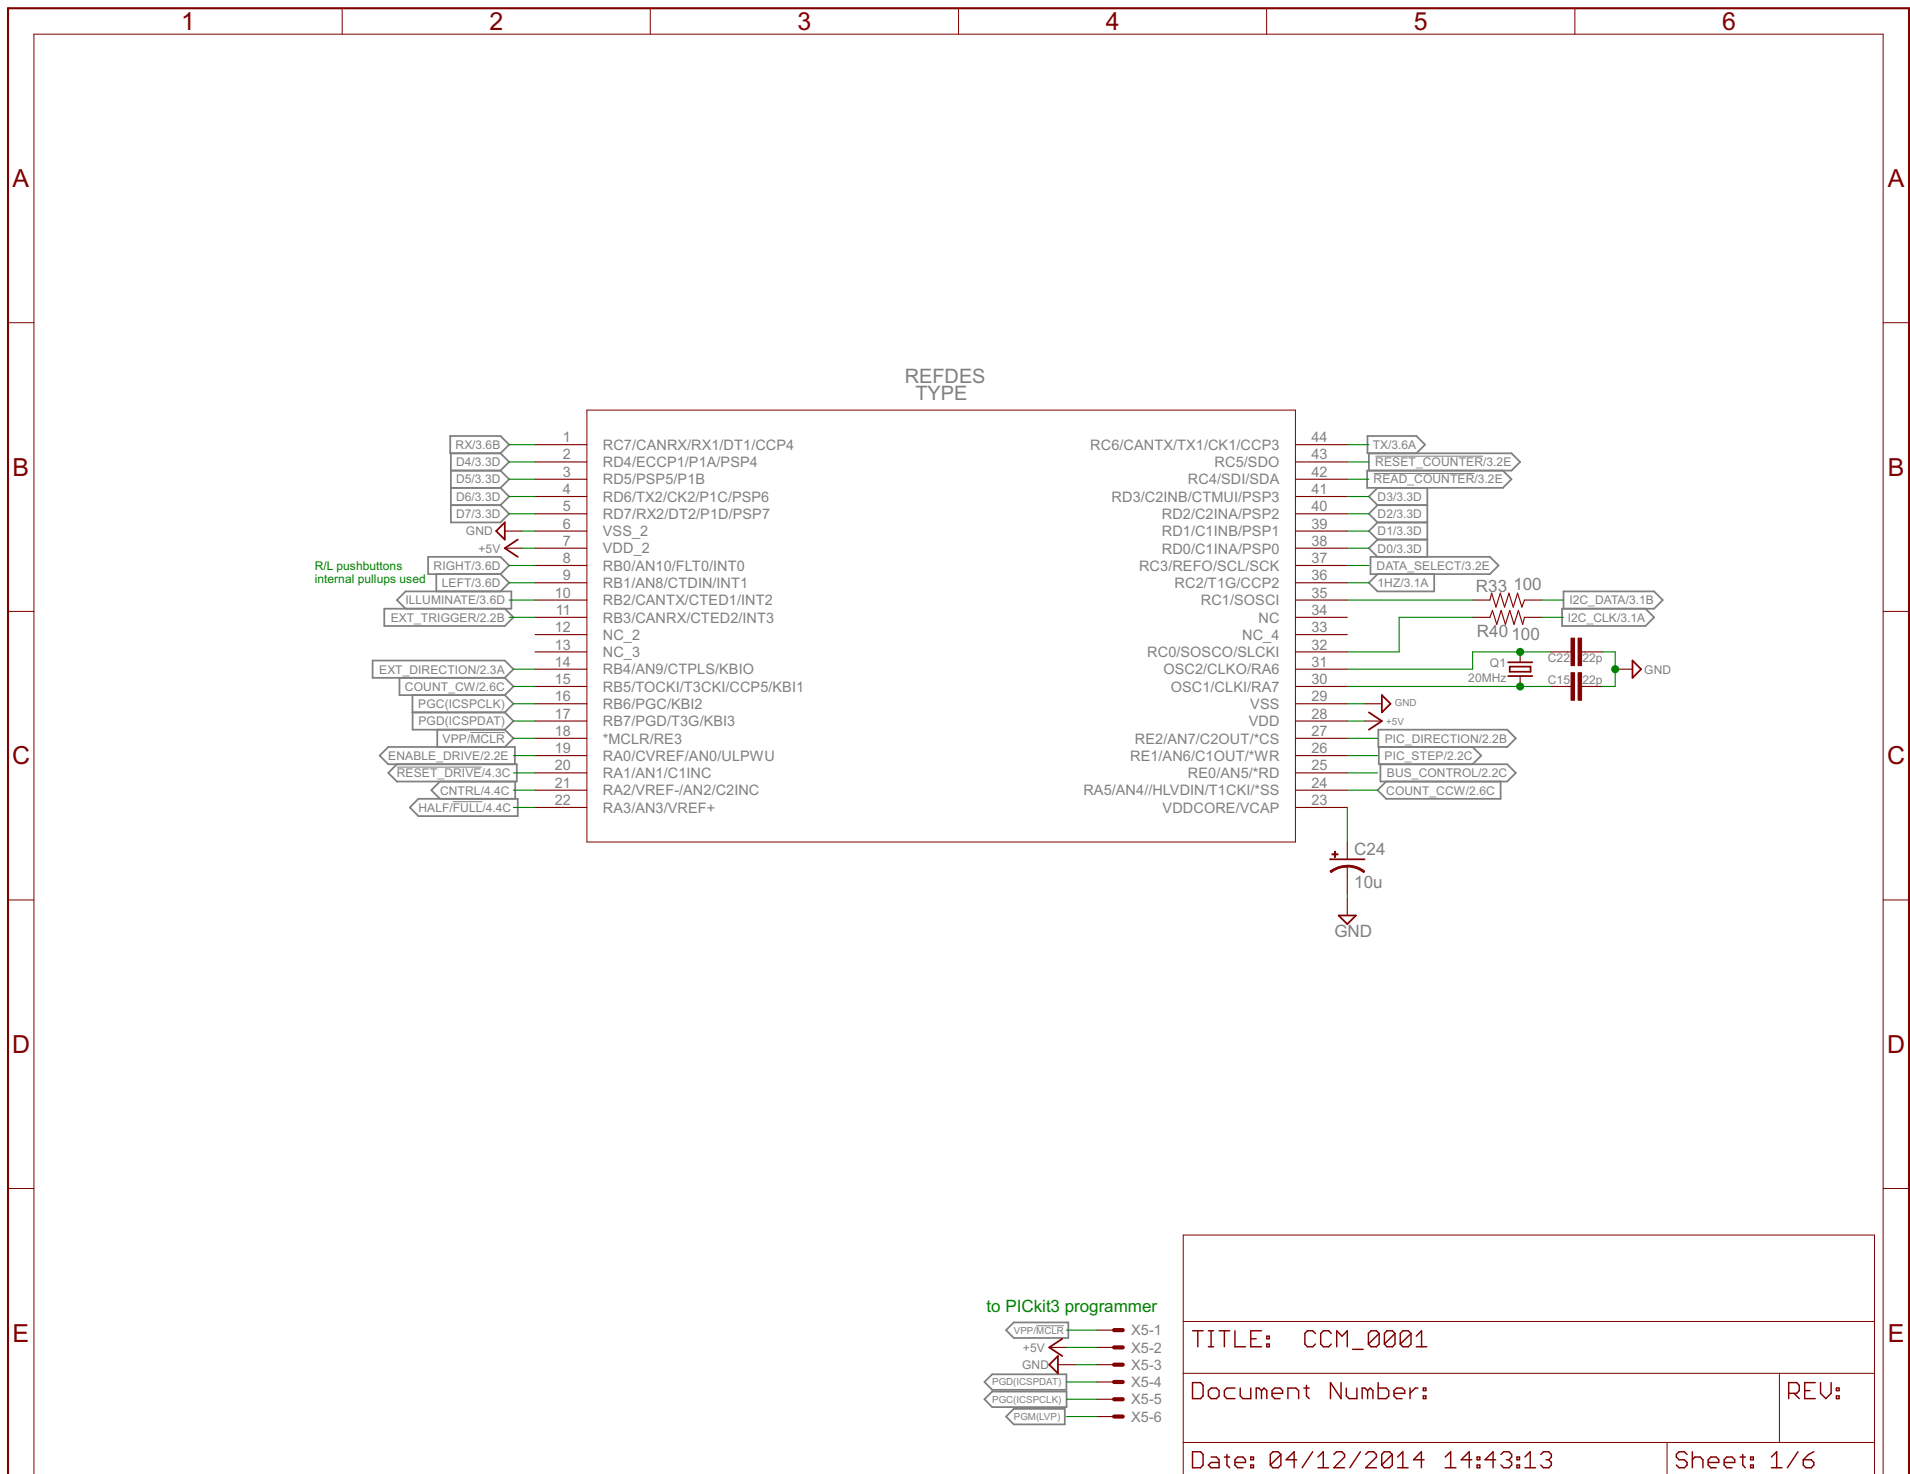 1 2 3 4 5 6
A A
REFDES
TYPE
RX/3.6B 1 RC7/CANRX/RX1/DT1/CCP4 RC6/CANTX/TX1/CK1/CCP3 44 TX/3.6A
B D4/3.3D 2 RD4/ECCP1/P1A/PSP4 RC5/SDO 43 RESET_COUNTER/3.2E B
D5/3.3D 3 RD5/PSP5/P1B RC4/SDI/SDA 42 READ_COUNTER/3.2E
D6/3.3D 4 RD6/TX2/CK2/P1C/PSP6 RD3/C2INB/CTMUI/PSP3 41 D3/3.3D
D7/3.3D 5 RD7/RX2/DT2/P1D/PSP7 RD2/C2INA/PSP2 40 D2/3.3D
GND 6 VSS_2 RD1/C1INB/PSP1 39 D1/3.3D
+5V 7 VDD_2 RD0/C1INA/PSP0 38 D0/3.3D
R/L pushbuttons
internal pullups used
RIGHT/3.6D 8 RB0/AN10/FLT0/INT0 RC3/REFO/SCL/SCK 37 DATA_SELECT/3.2E
LEFT/3.6D 9 RB1/AN8/CTDIN/INT1 RC2/T1G/CCP2 36 1HZ/3.1A
ILLUMINATE/3.6D 10 RB2/CANTX/CTED1/INT2 RC1/SOSCI 35 R33 100 I2C_DATA/3.1B
EXT_TRIGGER/2.2B 11 RB3/CANRX/CTED2/INT3 NC 34 I2C_CLK/3.1A
12 NC_2 NC_4 33 R40 100
13 NC_3 RC0/SOSCO/SLCKI 32
EXT_DIRECTION/2.3A 14 RB4/AN9/CTPLS/KBIO OSC2/CLKO/RA6 31 Q1 C22 22p GND
COUNT_CW/2.6C 15 RB5/TOCKI/T3CKI/CCP5/KBI1 OSC1/CLKI/RA7 30 20MHz C15 22p
PGC(ICSPCLK) 16 RB6/PGC/KBI2 VSS 29 GND
PGD(ICSPDAT) 17 RB7/PGD/T3G/KBI3 VDD 28 +5V
VPP/MCLR 18 *MCLR/RE3 RE2/AN7/C2OUT/*CS 27 PIC_DIRECTION/2.2B
C ENABLE_DRIVE/2.2E 19 RA0/CVREF/AN0/ULPWU RE1/AN6/C1OUT/*WR 26 PIC_STEP/2.2C C
RESET_DRIVE/4.3C 20 RA1/AN1/C1INC RE0/AN5/*RD 25 BUS_CONTROL/2.2C
CNTRL/4.4C 21 RA2/VREF-/AN2/C2INC RA5/AN4//HLVDIN/T1CKI/*SS 24 COUNT_CCW/2.6C
HALF/FULL/4.4C 22 RA3/AN3/VREF+ VDDCORE/VCAP 23
+ C24
10u
GND
D D
to PICkit3 programmer
E VPP/MCLR X5-1 E
+5V X5-2
GND X5-3
PGD(ICSPDAT) X5-4
PGC(ICSPCLK) X5-5
PGM(LVP) X5-6
TITLE: CCM_0001
Document Number: REV:
Date: 04/12/2014 14:43:13 Sheet: 1/6